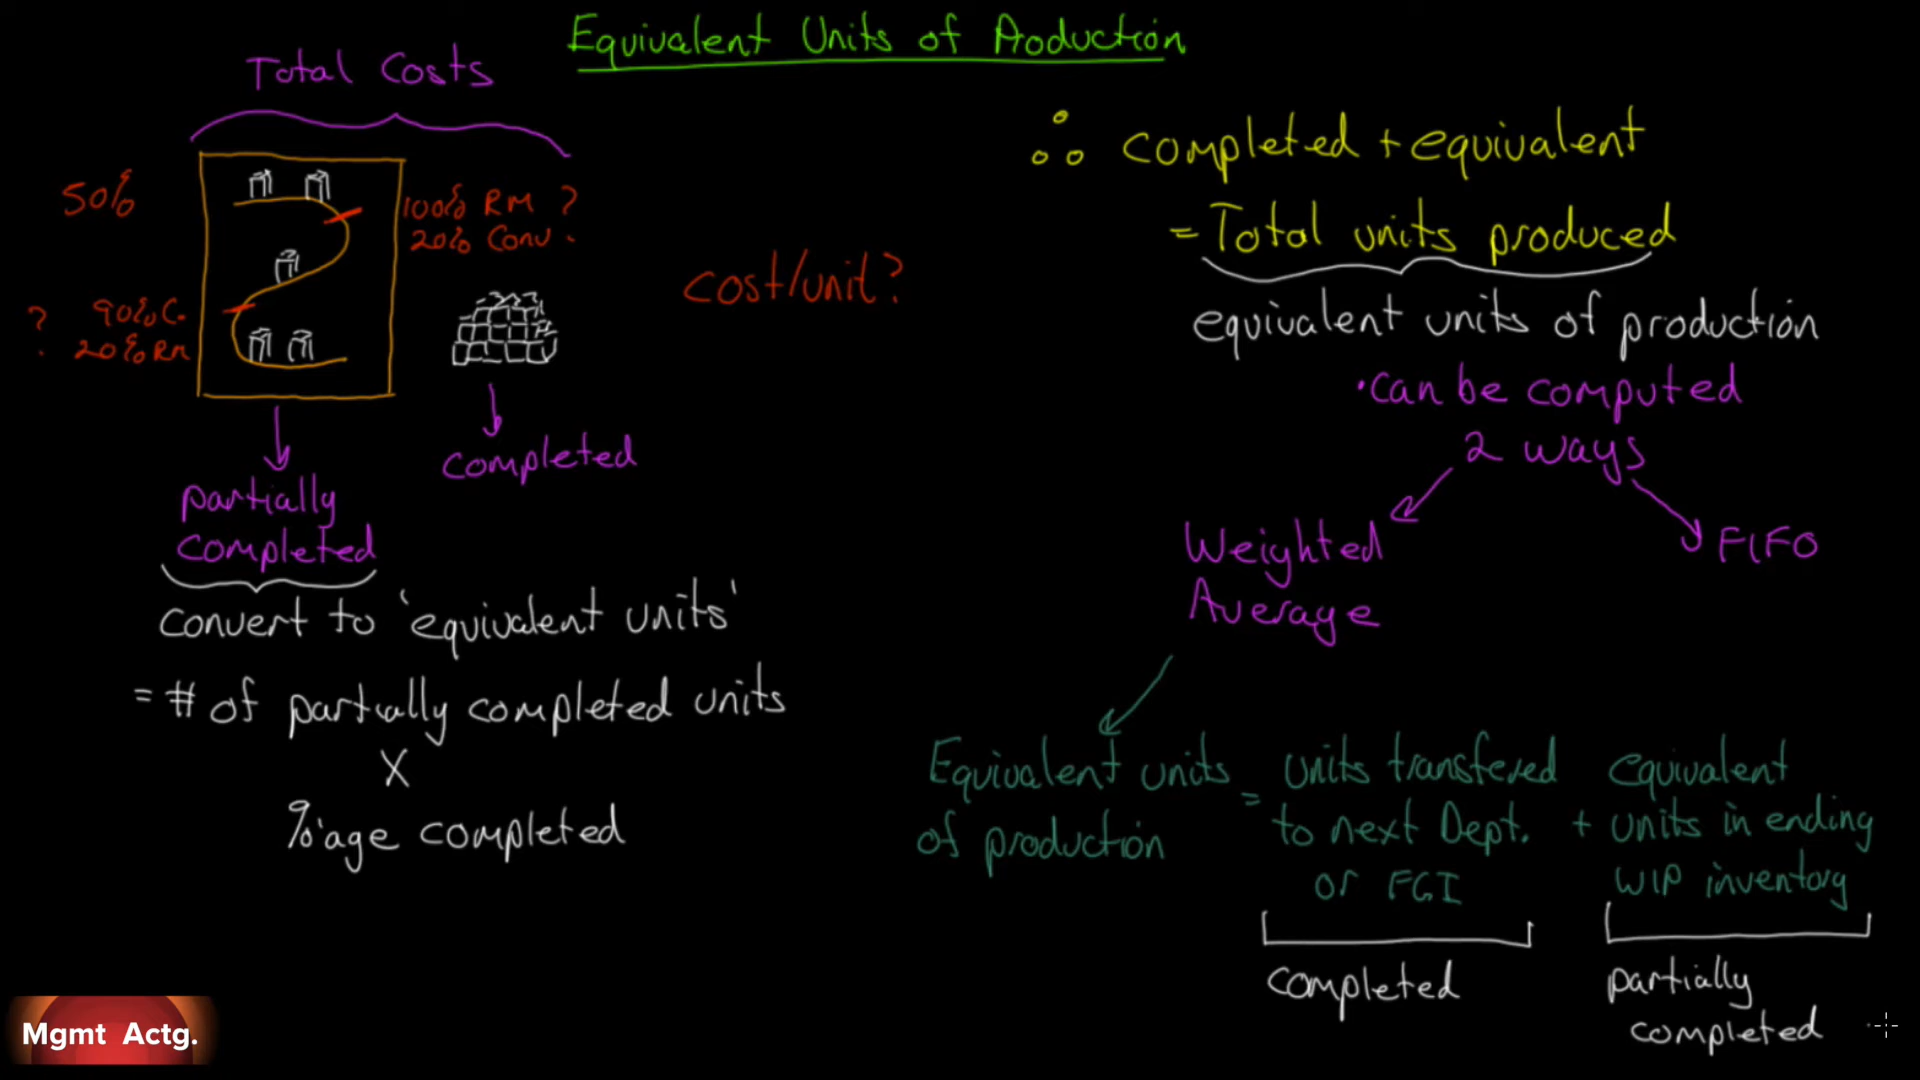 Equivalent Units of Production
Total Costs
50%
100% RM ?
20% Conv .
? 90% C.
. 20% RM
cost/unit?
partially
completed
completed
convert to 'equivalent units'
= # of partially completed units
X
%'age completed
∴ completed + equivalent
= Total units produced
equivalent units of production
• can be computed
2 ways
Weighted
Average
FIFO
Equivalent units
of production
=
units transfered
to next Dept.
or FGI
+
equivalent
units in ending
WIP inventory
completed
partially
completed
Mgmt Actg.